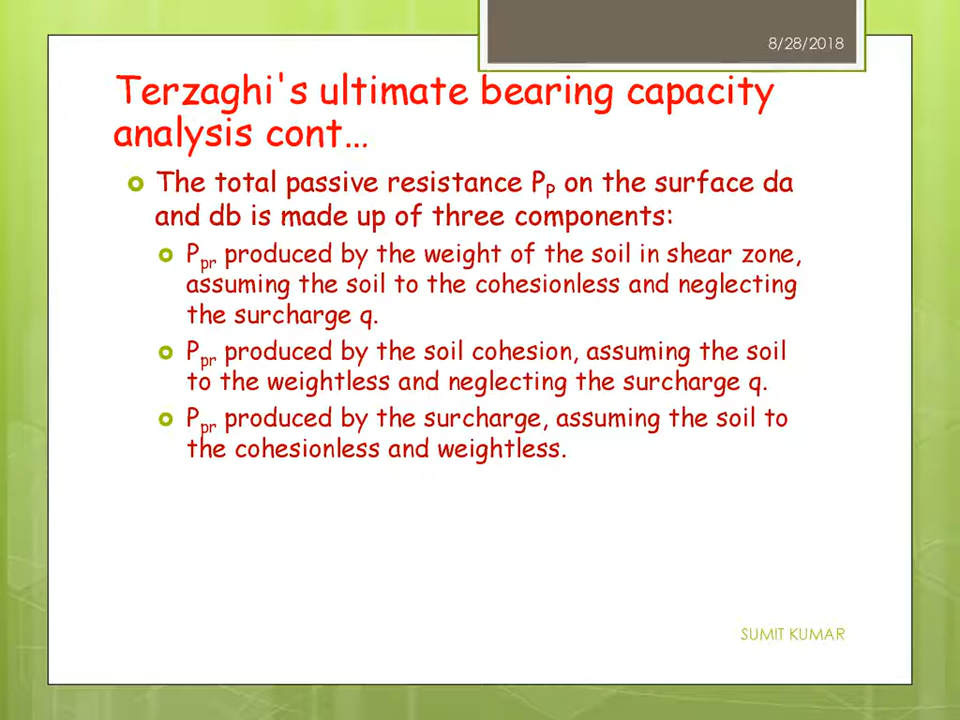 8/28/2018
Terzaghi's ultimate bearing capacity
analysis cont…
The total passive resistance PP on the surface da
and db is made up of three components:
Ppr produced by the weight of the soil in shear zone,
assuming the soil to the cohesionless and neglecting
the surcharge q.
Ppr produced by the soil cohesion, assuming the soil
to the weightless and neglecting the surcharge q.
Ppr produced by the surcharge, assuming the soil to
the cohesionless and weightless.
SUMIT KUMAR